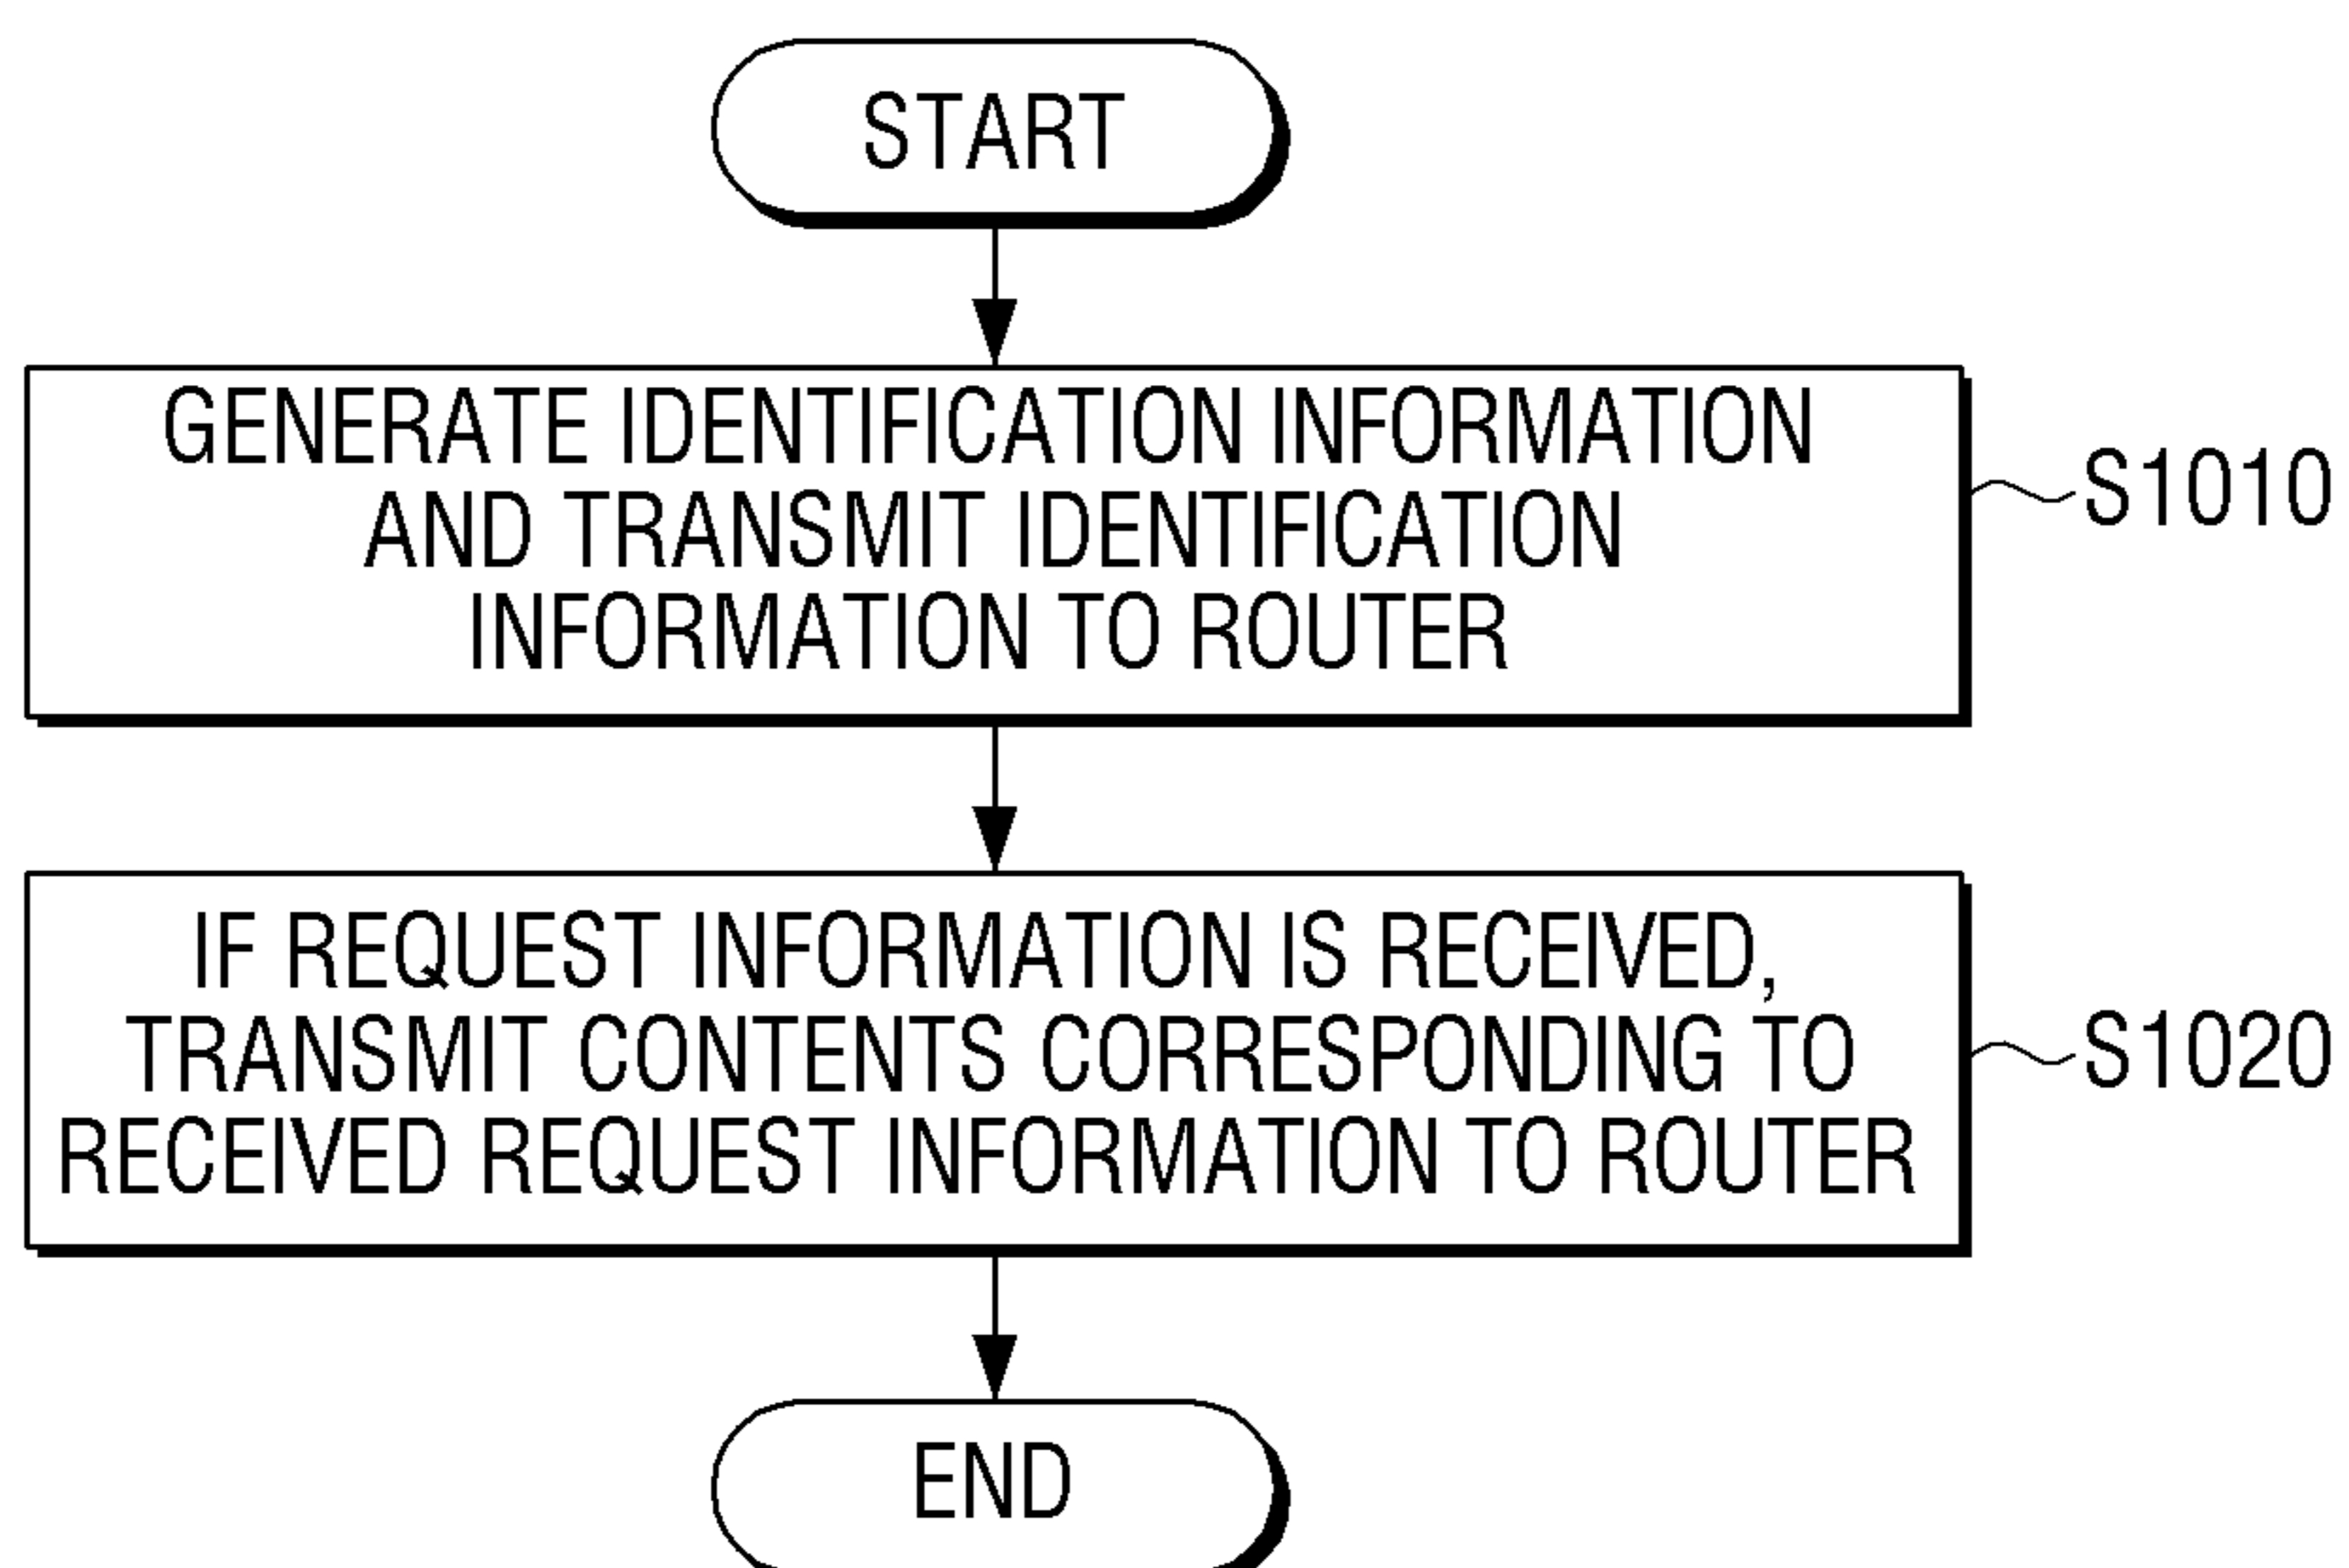 START
GENERATE IDENTIFICATION INFORMATION
AND TRANSMIT IDENTIFICATION
INFORMATION TO ROUTER
S1010
IF REQUEST INFORMATION IS RECEIVED,
TRANSMIT CONTENTS CORRESPONDING TO
RECEIVED REQUEST INFORMATION TO ROUTER
S1020
END